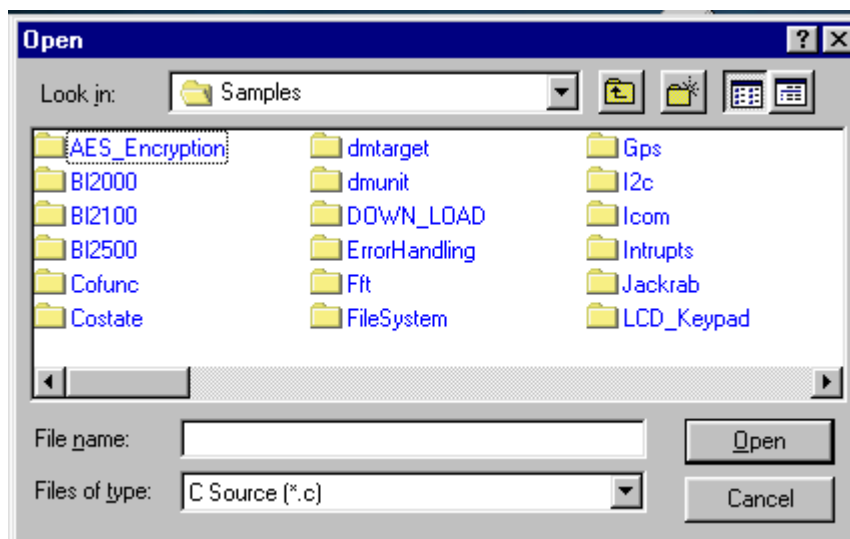 Open
Look in: Samples
AES_Encryption dmtarget Gps
BI2000 dmunit I2c
BI2100 DOWN_LOAD Icom
BI2500 ErrorHandling Intrupts
Cofunc Fft Jackrab
Costate FileSystem LCD_Keypad
File name: Open
Files of type: C Source (*.c) Cancel